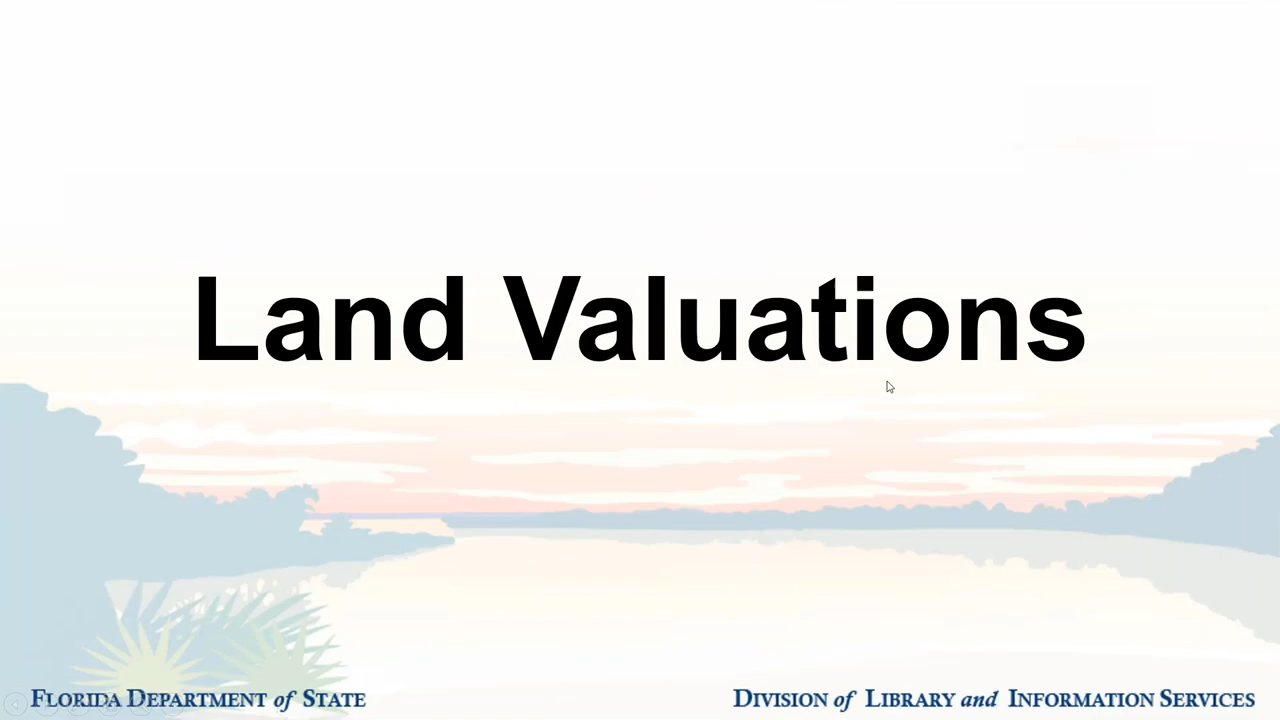 Land Valuations
FLORIDA DEPARTMENT of STATE
DIVISION of LIBRARY and INFORMATION SERVICES